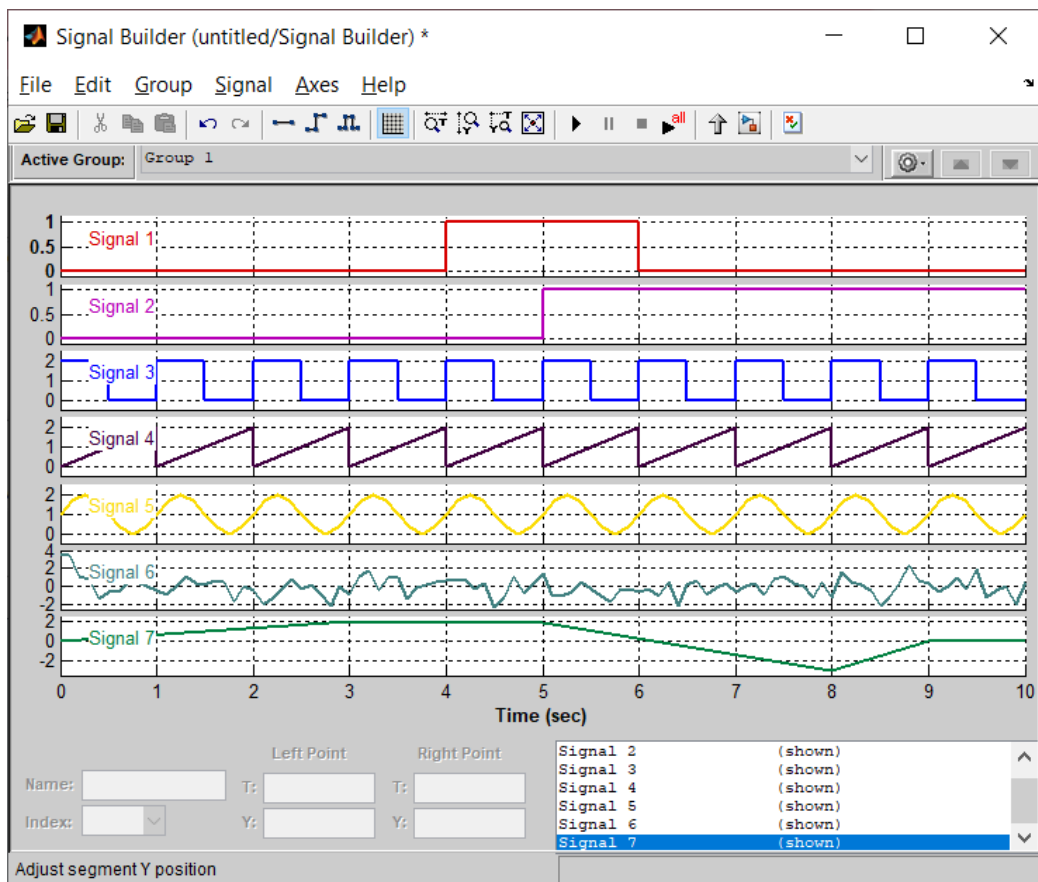 Signal Builder (untitled/Signal Builder) *
File Edit Group Signal Axes Help
all
Active Group: Group 1
1
0.5
0
Signal 1
1
0.5
0
Signal 2
2
1
0
Signal 3
2
1
0
Signal 4
2
1
0
Signal 5
4
2
0
-2
Signal 6
2
0
-2
Signal 7
0 1 2 3 4 5 6 7 8 9 10
Time (sec)
Left Point Right Point
Name: T: T:
Index: Y: Y:
Signal 2 (shown)
Signal 3 (shown)
Signal 4 (shown)
Signal 5 (shown)
Signal 6 (shown)
Signal 7 (shown)
Adjust segment Y position